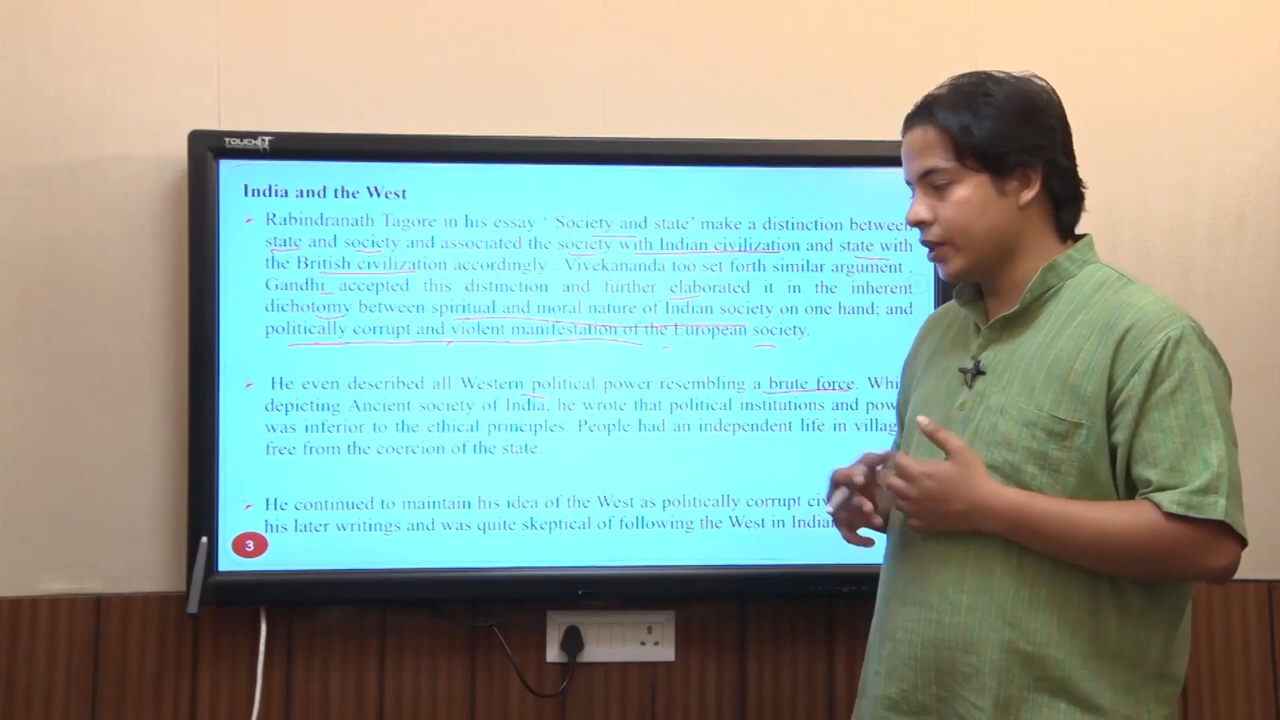 TOUCHIT
India and the West
Rabindranath Tagore in his essay ‘ Society and state’ make a distinction between
state and society and associated the society with Indian civilization and state with
the British civilization accordingly . Vivekananda too set forth similar argument .
Gandhi accepted this distinction and further elaborated it in the inherent
dichotomy between spiritual and moral nature of Indian society on one hand; and
politically corrupt and violent manifestation of the European society.
He even described all Western political power resembling a brute force.
depicting Ancient society of India, he wrote that political institutions and
was inferior to the ethical principles. People had an independent life in
free from the coercion of the state.
He continued to maintain his idea of the West as politically corrupt
his later writings and was quite skeptical of following the West in
3